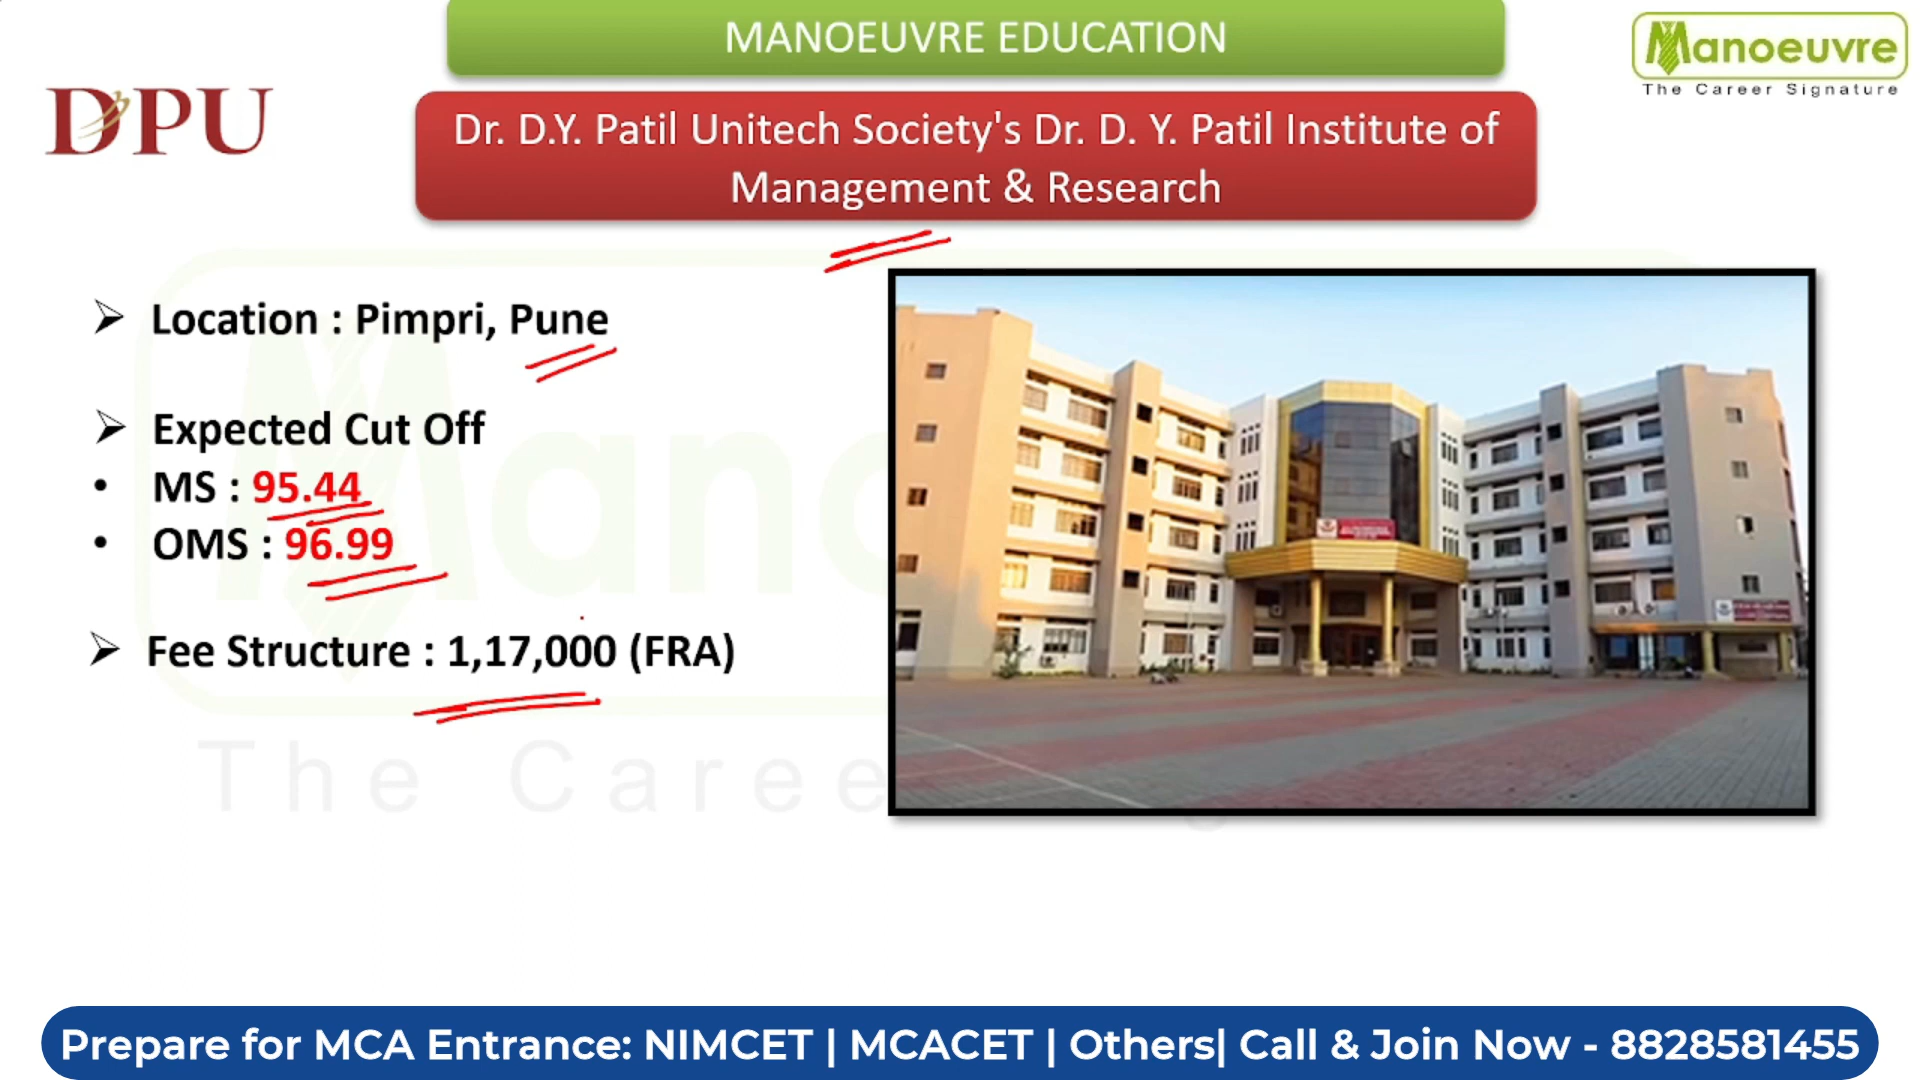 MANOEUVRE EDUCATION
Manoeuvre
The Career Signature
DPU
Dr. D.Y. Patil Unitech Society's Dr. D. Y. Patil Institute of
Management & Research
➢ Location : Pimpri, Pune
➢ Expected Cut Off
• MS : 95.44
• OMS : 96.99
➢ Fee Structure : 1,17,000 (FRA)
The Caree
Prepare for MCA Entrance: NIMCET | MCACET | Others| Call & Join Now - 8828581455